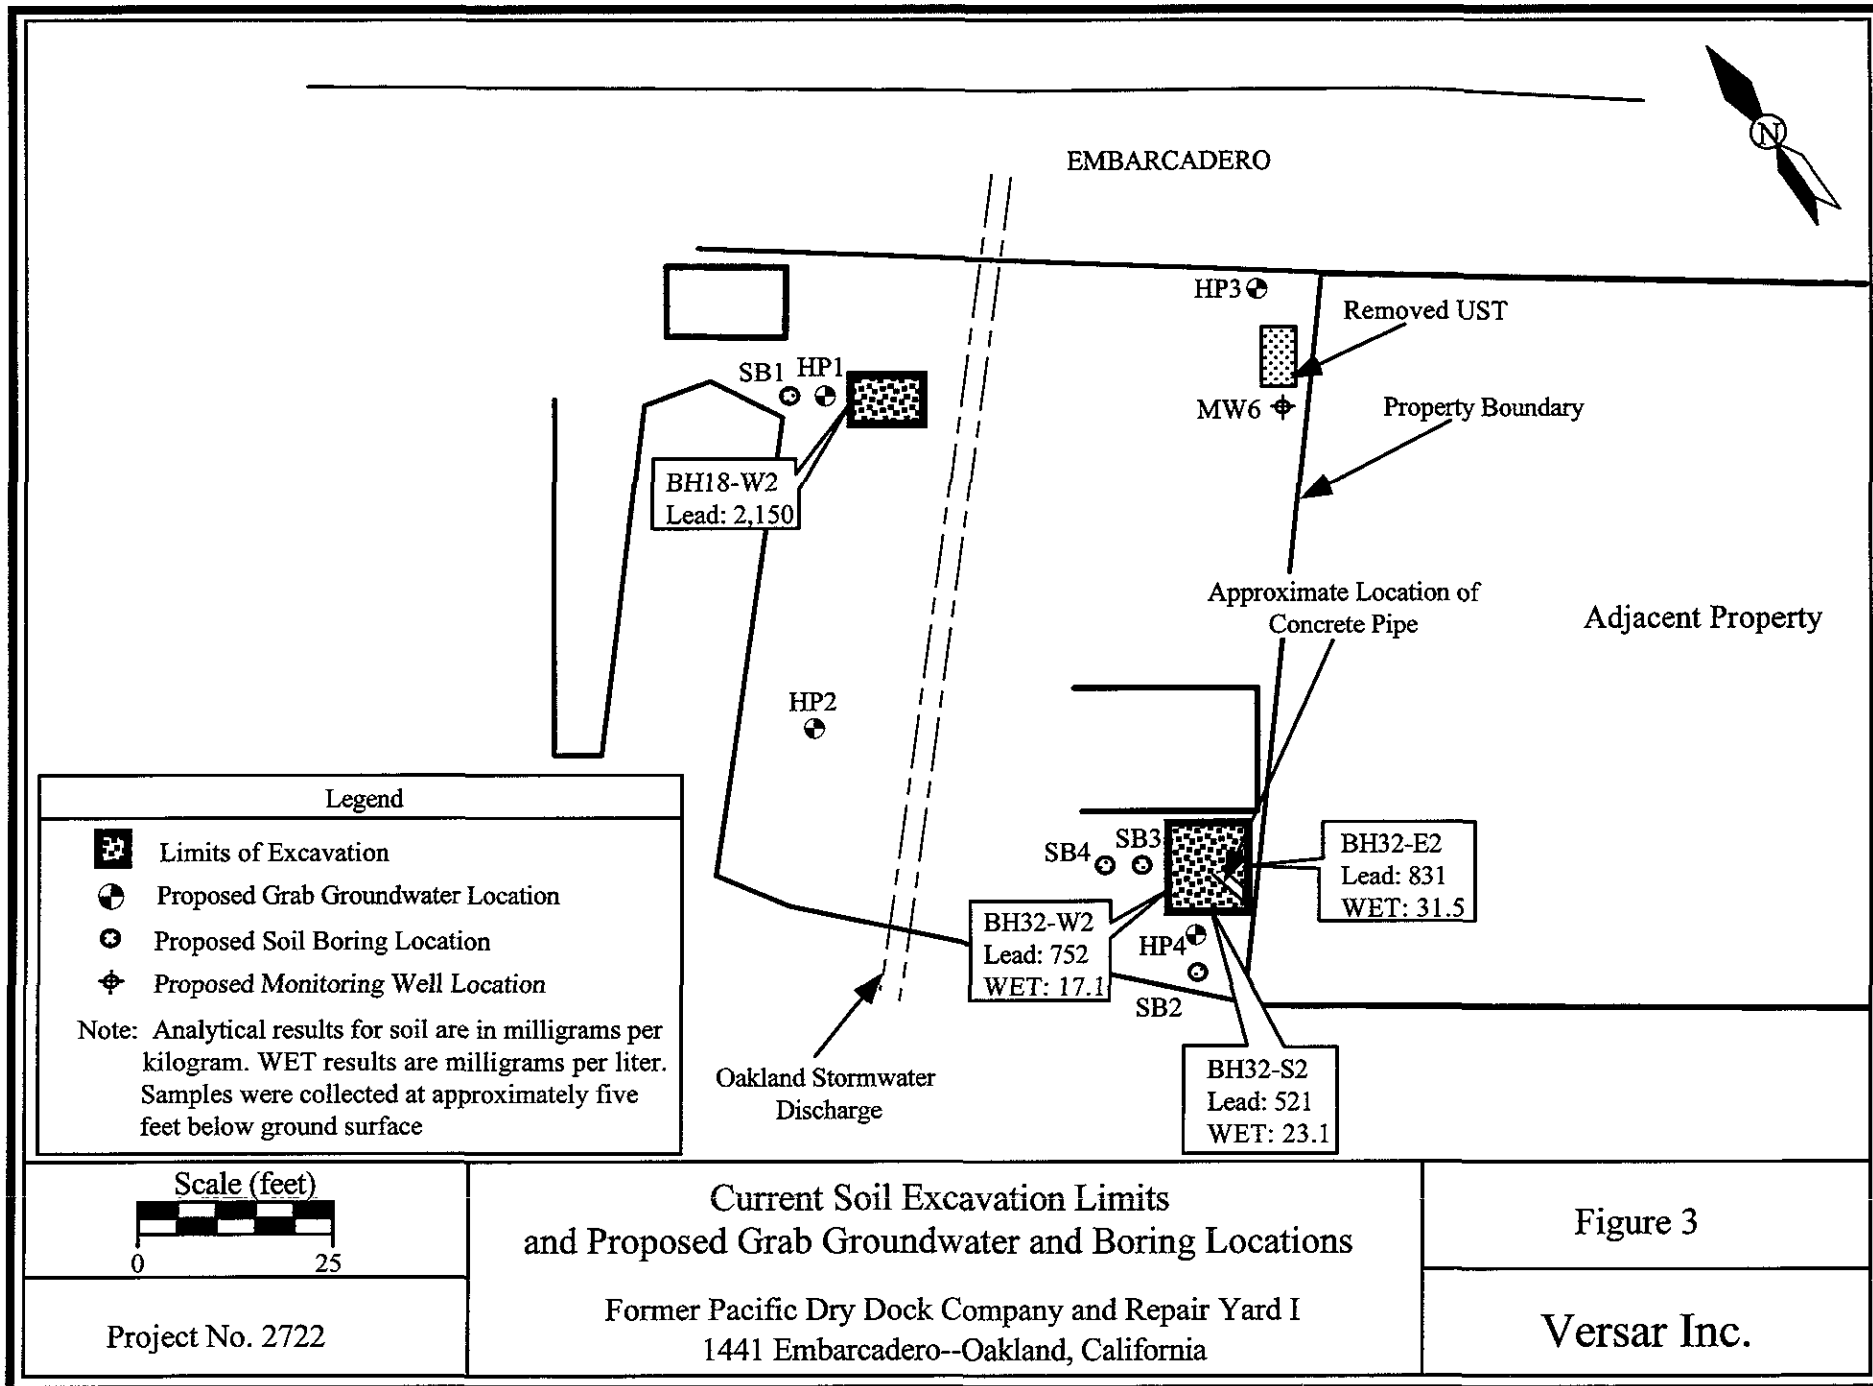 N
EMBARCADERO
HP3
Removed UST
SB1 HP1
MW6
Property Boundary
BH18-W2
Lead: 2,150
Approximate Location of
Concrete Pipe
Adjacent Property
HP2
Legend
Limits of Excavation
Proposed Grab Groundwater Location
Proposed Soil Boring Location
Proposed Monitoring Well Location
Note: Analytical results for soil are in milligrams per
kilogram. WET results are milligrams per liter.
Samples were collected at approximately five
feet below ground surface
SB4 SB3
BH32-E2
Lead: 831
WET: 31.5
BH32-W2
Lead: 752
WET: 17.1
HP4
SB2
Oakland Stormwater
Discharge
BH32-S2
Lead: 521
WET: 23.1
Scale (feet)
0 25
Project No. 2722
Current Soil Excavation Limits
and Proposed Grab Groundwater and Boring Locations
Former Pacific Dry Dock Company and Repair Yard I
1441 Embarcadero--Oakland, California
Figure 3
Versar Inc.